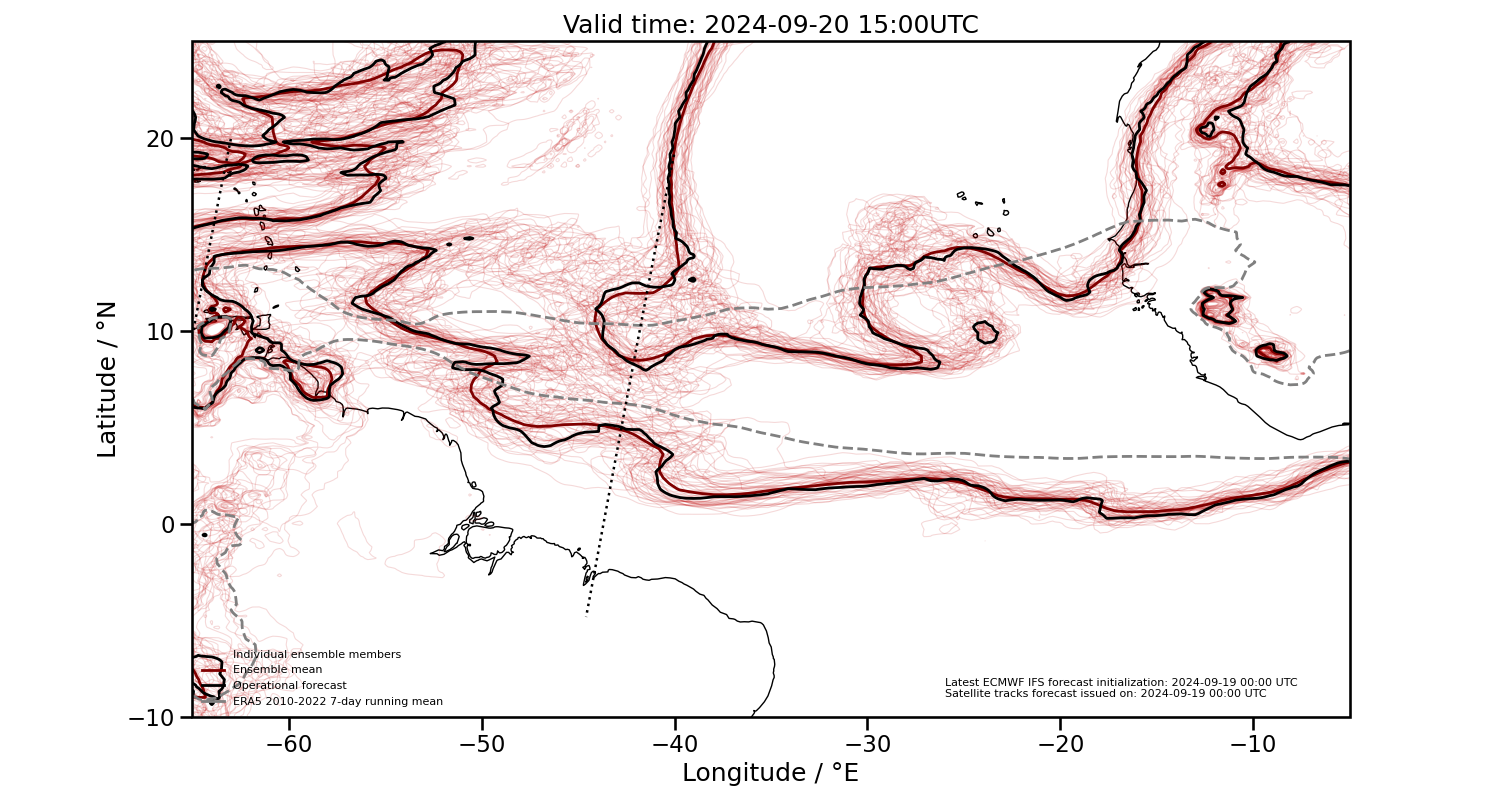 Valid time: 2024-09-20 15:00UTC
Latitude / °N
20
10
0
−10
Individual ensemble members
Ensemble mean
Operational forecast
ERA5 2010-2022 7-day running mean
Latest ECMWF IFS forecast initialization: 2024-09-19 00:00 UTC
Satellite tracks forecast issued on: 2024-09-19 00:00 UTC
−60
−50
−40
−30
−20
−10
Longitude / °E